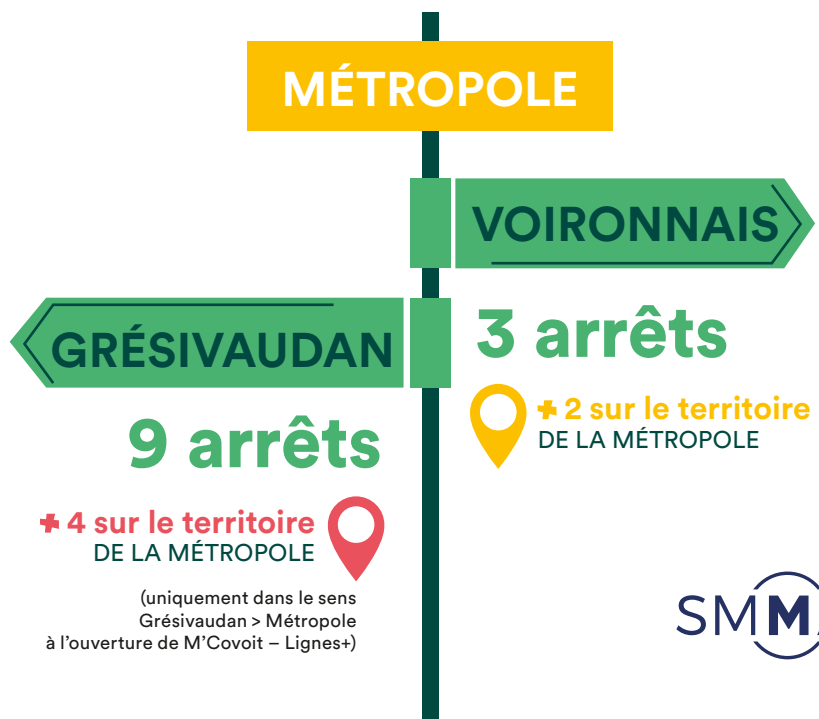 MÉTROPOLE
VOIRONNAIS
3 arrêts
+ 2 sur le territoire
DE LA MÉTROPOLE
GRÉSIVAUDAN
9 arrêts
+ 4 sur le territoire
DE LA MÉTROPOLE
(uniquement dans le sens
Grésivaudan > Métropole
à l'ouverture de M'Covoit – Lignes+)